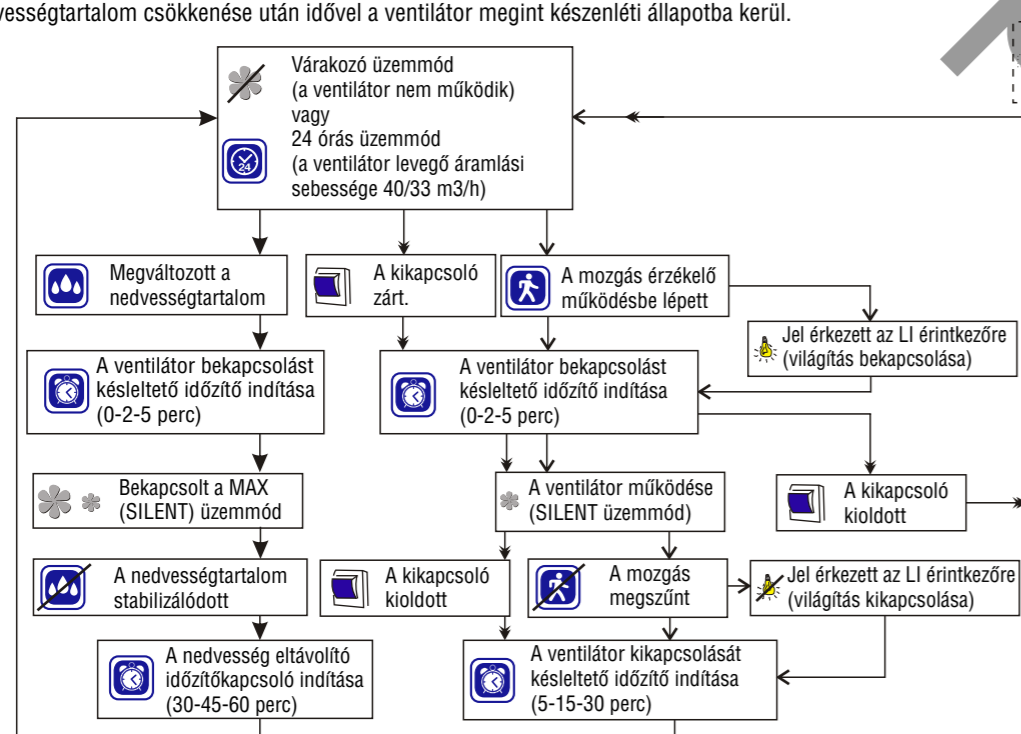 vességtartalom csökkenése után idővel a ventilátor megint készenléti állapotba kerül.
Várakozó üzemmód
(a ventilátor nem működik)
vagy
24 órás üzemmód
(a ventilátor levegő áramlási
sebessége 40/33 m3/h)
24
Megváltozott a
nedvességtartalom
A kikapcsoló
zárt.
A mozgás érzékelő
működésbe lépett
Jel érkezett az LI érintkezőre
(világítás bekapcsolása)
A ventilátor bekapcsolást
késleltető időzítő indítása
(0-2-5 perc)
A ventilátor bekapcsolást
késleltető időzítő indítása
(0-2-5 perc)
Bekapcsolt a MAX
(SILENT) üzemmód
A ventilátor működése
(SILENT üzemmód)
A kikapcsoló
kioldott
A nedvességtartalom
stabilizálódott
A kikapcsoló
kioldott
A mozgás
megszűnt
Jel érkezett az LI érintkezőre
(világítás kikapcsolása)
A nedvesség eltávolító
időzítőkapcsoló indítása
(30-45-60 perc)
A ventilátor kikapcsolását
késleltető időzítő indítása
(5-15-30 perc)